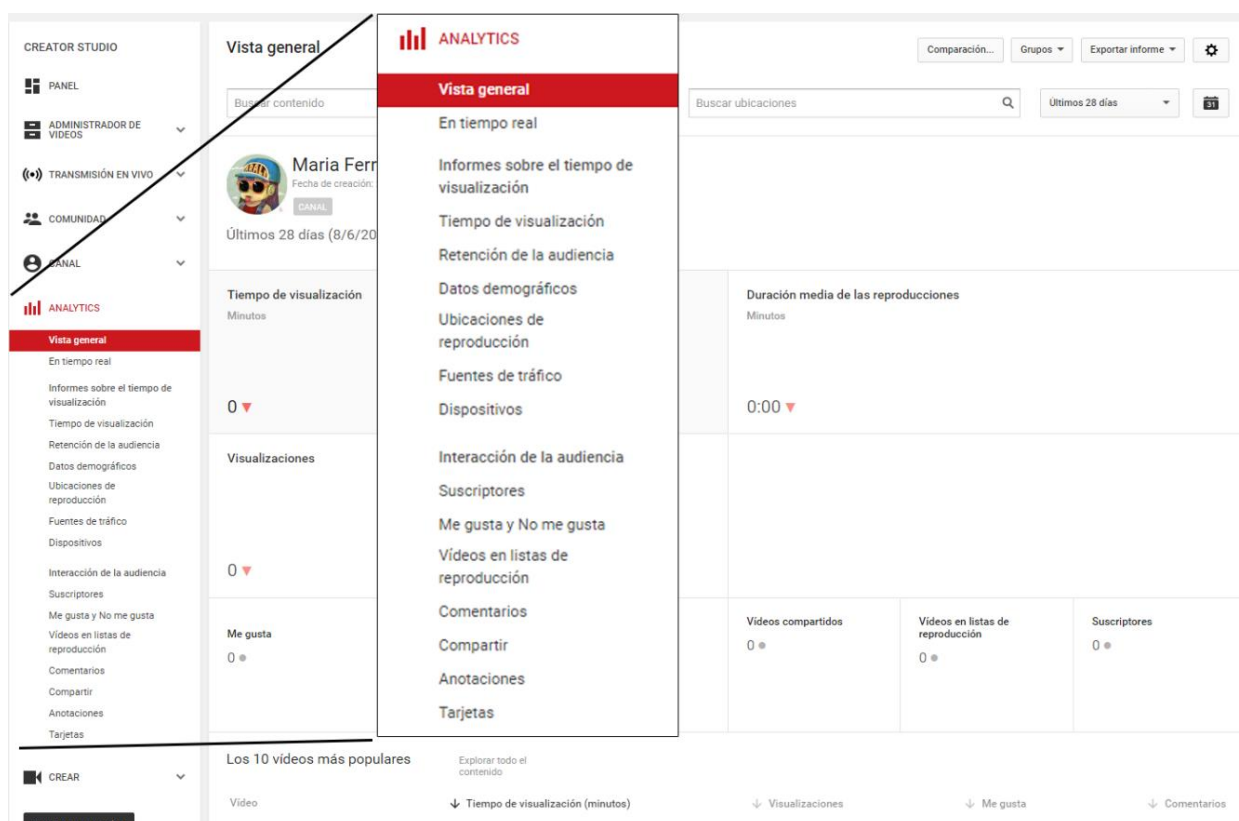 CREATOR STUDIO
PANEL
ADMINISTRADOR DE
VIDEOS
TRANSMISIÓN EN VIVO
COMUNIDAD
CANAL
ANALYTICS
Vista general
En tiempo real
Informes sobre el tiempo de
visualización
Tiempo de visualización
Retención de la audiencia
Datos demográficos
Ubicaciones de
reproducción
Fuentes de tráfico
Dispositivos
Interacción de la audiencia
Suscriptores
Me gusta y No me gusta
Vídeos en listas de
reproducción
Comentarios
Compartir
Anotaciones
Tarjetas
CREAR
ANALYTICS
Vista general
En tiempo real
Informes sobre el tiempo de
visualización
Tiempo de visualización
Retención de la audiencia
Datos demográficos
Ubicaciones de
reproducción
Fuentes de tráfico
Dispositivos
Interacción de la audiencia
Suscriptores
Me gusta y No me gusta
Vídeos en listas de
reproducción
Comentarios
Compartir
Anotaciones
Tarjetas
Vista general
Comparación... Grupos Exportar informe
Buscar contenido Buscar ubicaciones Últimos 28 días 31
Maria Ferr
Fecha de creación:
CANAL
Últimos 28 días (8/6/20
Tiempo de visualización
Minutos
0
Duración media de las reproducciones
Minutos
0:00
Visualizaciones
0
Me gusta
0
Vídeos compartidos
0
Vídeos en listas de
reproducción
0
Suscriptores
0
Los 10 vídeos más populares
Explorar todo el
contenido
Vídeo Tiempo de visualización (minutos) Visualizaciones Me gusta Comentarios